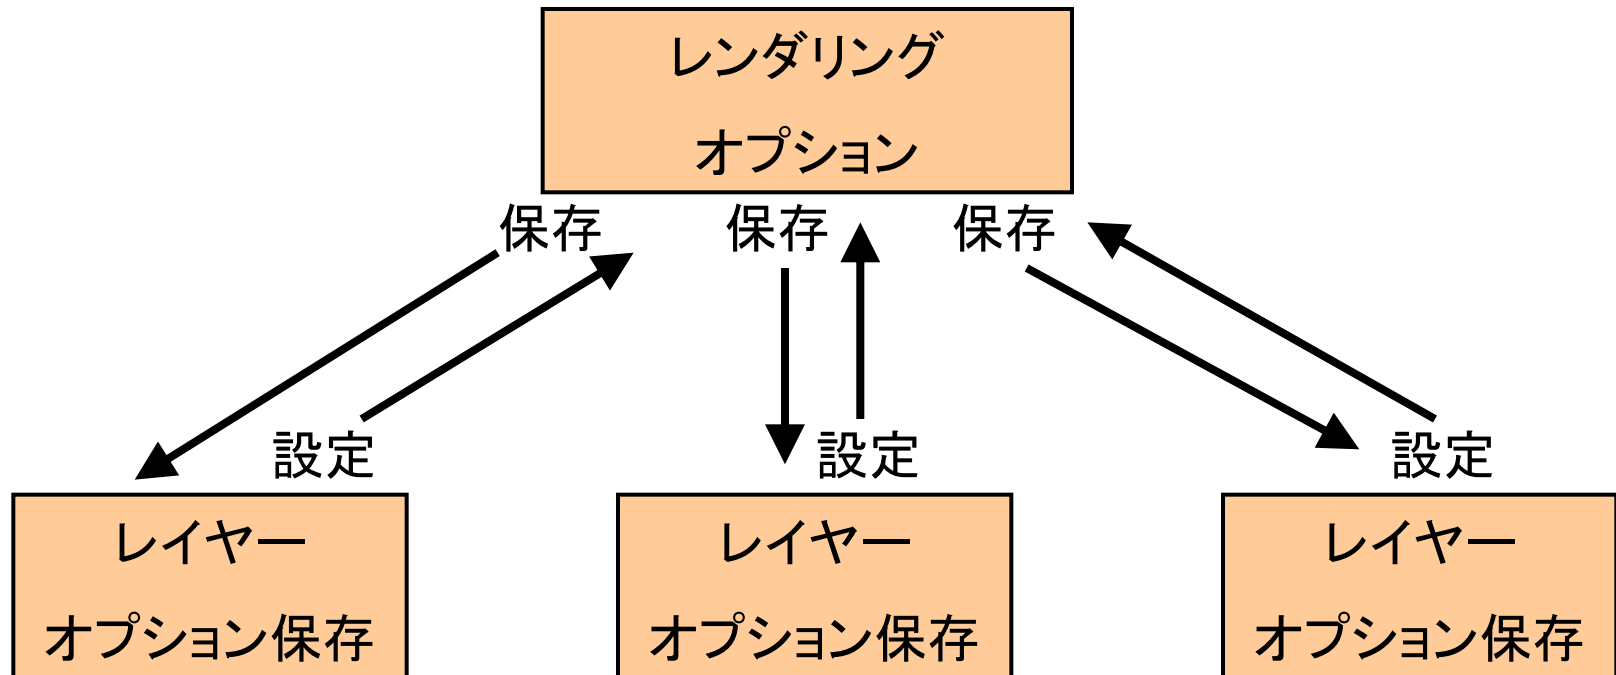 レンダリング
オプション
保存 保存 保存
設定 設定 設定
レイヤー レイヤー レイヤー
オプション保存 オプション保存 オプション保存